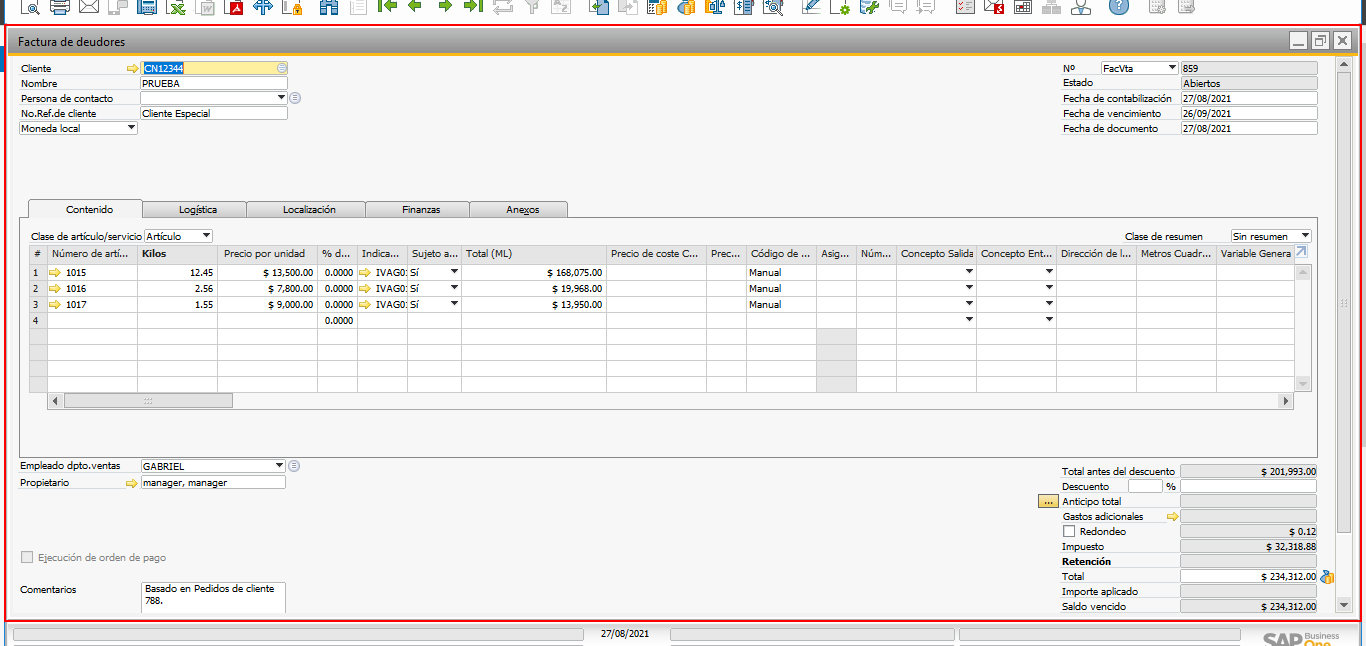 Factura de deudores
Cliente CN12344
Nombre PRUEBA
Persona de contacto
No.Ref.de cliente Cliente Especial
Moneda local
Nº FacVta 859
Estado Abiertos
Fecha de contabilización 27/08/2021
Fecha de vencimiento 26/09/2021
Fecha de documento 27/08/2021
Contenido Logística Localización Finanzas Anexos
Clase de artículo/servicio Artículo Clase de resumen Sin resumen
# Número de artí... Kilos Precio por unidad % d... Indica... Sujeto a... Total (ML) Precio de coste C... Prec... Código de ... Asig... Núm... Concepto Salida Concepto Ent... Dirección de l... Metros Cuadr... Variable Genera
1 1015 12.45 $ 13,500.00 0.0000 IVAG01 Sí $ 168,075.00 Manual
2 1016 2.56 $ 7,800.00 0.0000 IVAG01 Sí $ 19,968.00 Manual
3 1017 1.55 $ 9,000.00 0.0000 IVAG01 Sí $ 13,950.00 Manual
4 0.0000
Empleado dpto.ventas GABRIEL
Propietario manager, manager
Ejecución de orden de pago
Comentarios Basado en Pedidos de cliente
788.
Total antes del descuento $ 201,993.00
Descuento %
... Anticipo total
Gastos adicionales
Redondeo $ 0.12
Impuesto $ 32,318.88
Retención
Total $ 234,312.00
Importe aplicado
Saldo vencido $ 234,312.00
27/08/2021
SAP Business
One